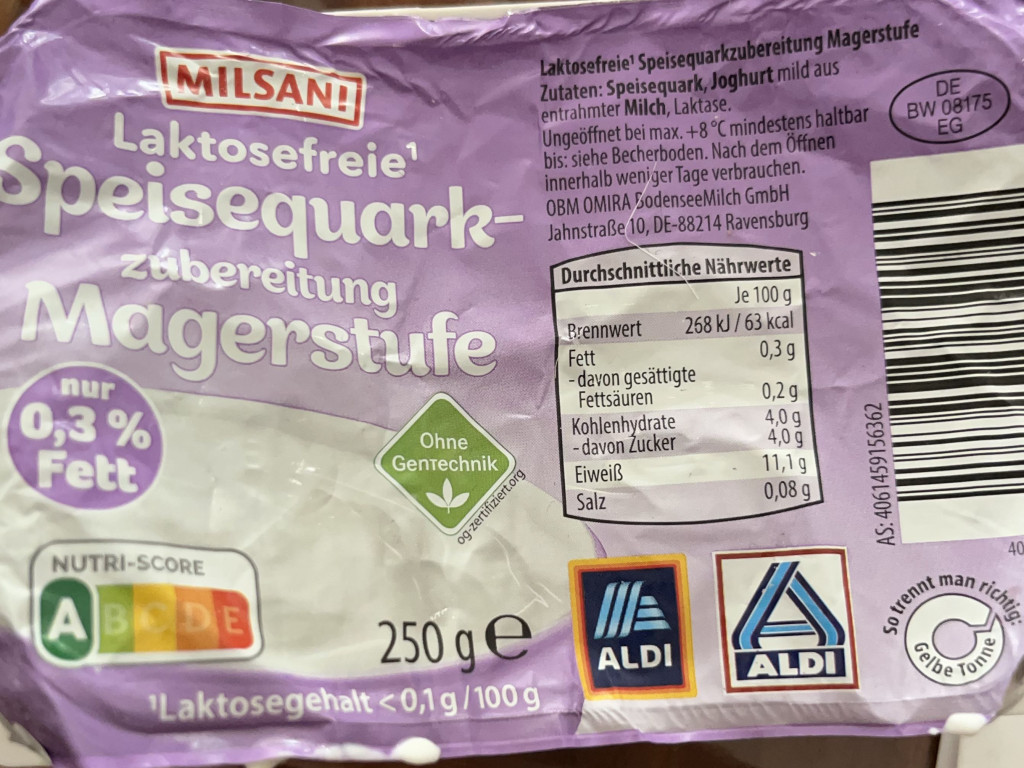 MILSANI
Laktosefreie¹
Speisequark-
zubereitung
Magerstufe
nur
0,3 %
Fett
Ohne
GenTechnik
og-zertifiziert.org
NUTRI-SCORE
A B C D E
250 g e
¹Laktosegehalt < 0,1 g / 100 g
Laktosefreie¹ Speisequarkzubereitung Magerstufe
Zutaten: Speisequark, Joghurt mild aus
entrahmter Milch, Laktase.
Ungeöffnet bei max. +8 °C mindestens haltbar
bis: siehe Becherboden. Nach dem Öffnen
innerhalb weniger Tage verbrauchen.
OBM OMIRA BodenseeMilch GmbH
Jahnstraße 10, DE-88214 Ravensburg
DE
BW 08175
EG
Durchschnittliche Nährwerte
Je 100 g
Brennwert 268 kJ / 63 kcal
Fett 0,3 g
- davon gesättigte
Fettsäuren 0,2 g
Kohlenhydrate 4,0 g
- davon Zucker 4,0 g
Eiweiß 11,1 g
Salz 0,08 g
AS: 4061459156362
40
ALDI
ALDI
So trennt man richtig:
Gelbe Tonne